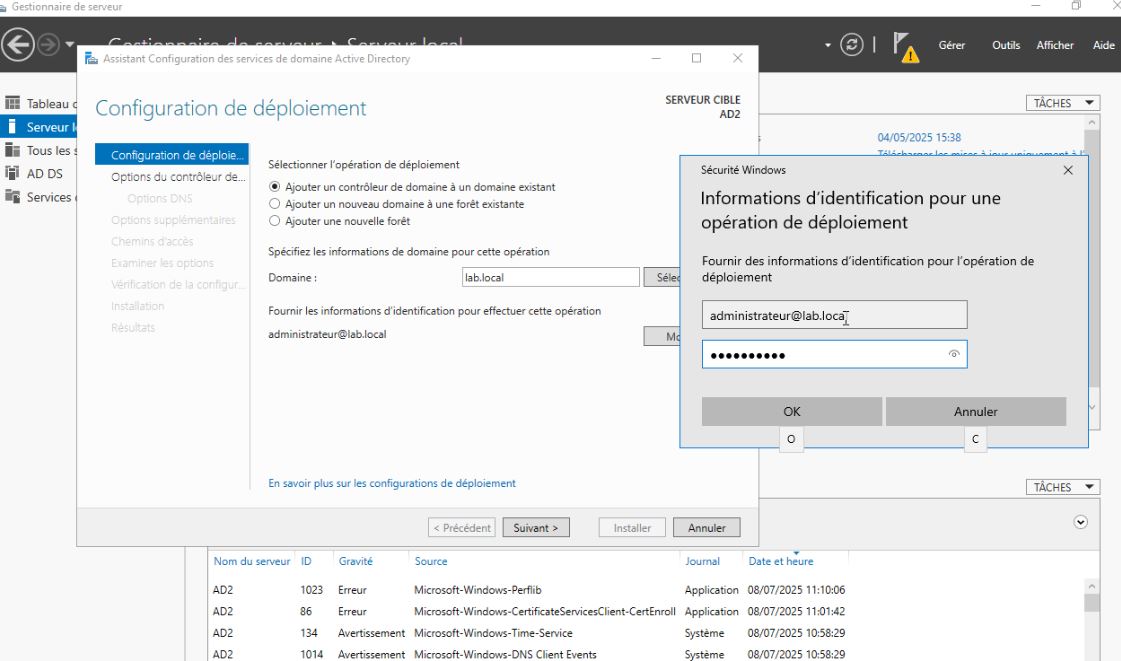 Gestionnaire de serveur
Gestionnaire de serveur ▸ Serveur local
Gérer
Outils
Afficher
Aide
Tableau
Serveur l
Tous les s
AD DS
Services
Assistant Configuration des services de domaine Active Directory
Configuration de déploiement
SERVEUR CIBLE
AD2
Configuration de déploie...
Options du contrôleur de...
Options DNS
Options supplémentaires
Chemins d'accès
Examiner les options
Vérification de la configur...
Installation
Résultats
Sélectionner l'opération de déploiement
Ajouter un contrôleur de domaine à un domaine existant
Ajouter un nouveau domaine à une forêt existante
Ajouter une nouvelle forêt
Spécifiez les informations de domaine pour cette opération
Domaine :
lab.local
Sélec
Fournir les informations d'identification pour effectuer cette opération
administrateur@lab.local
Mo
En savoir plus sur les configurations de déploiement
< Précédent
Suivant >
Installer
Annuler
TÂCHES
04/05/2025 15:38
Télécharger les mises à jour uniquement à l'
Sécurité Windows
Informations d'identification pour une
opération de déploiement
Fournir des informations d'identification pour l'opération de
déploiement
administrateur@lab.loca
●●●●●●●●●●
OK
Annuler
O
C
TÂCHES
Nom du serveur ID Gravité Source Journal Date et heure
AD2 1023 Erreur Microsoft-Windows-Perflib Application 08/07/2025 11:10:06
AD2 86 Erreur Microsoft-Windows-CertificateServicesClient-CertEnroll Application 08/07/2025 11:01:42
AD2 134 Avertissement Microsoft-Windows-Time-Service Système 08/07/2025 10:58:29
AD2 1014 Avertissement Microsoft-Windows-DNS Client Events Système 08/07/2025 10:58:29